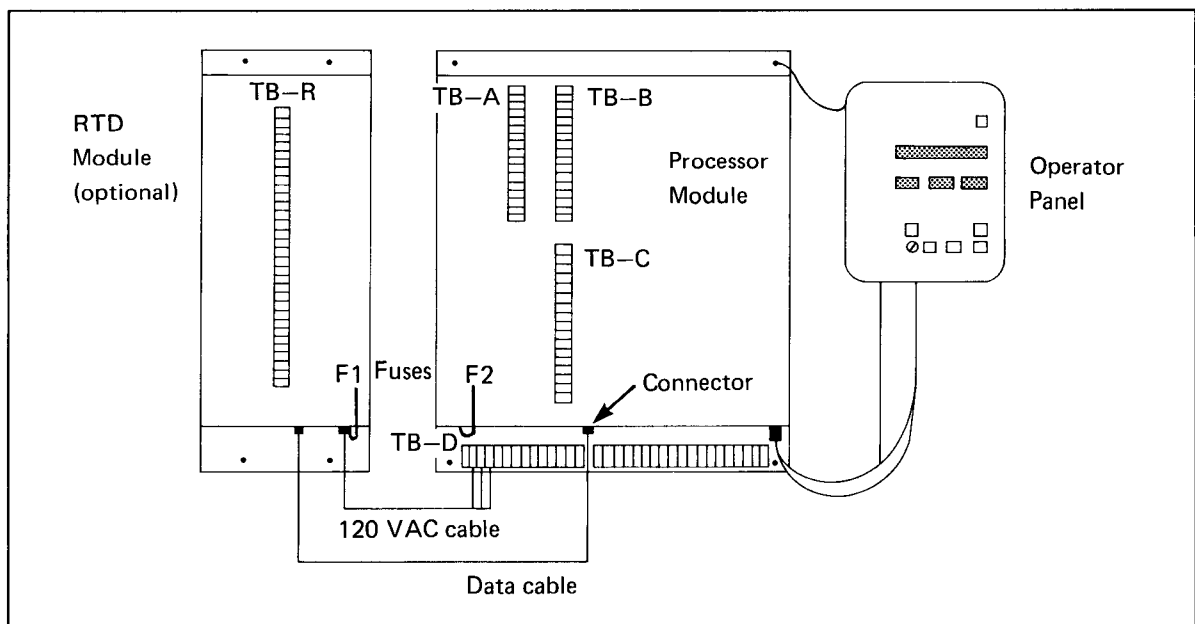 TB–R
RTD
Module
(optional)
TB–A
TB–B
Processor
Module
Operator
Panel
TB–C
F1
Fuses
F2
Connector
TB–D
120 VAC cable
Data cable